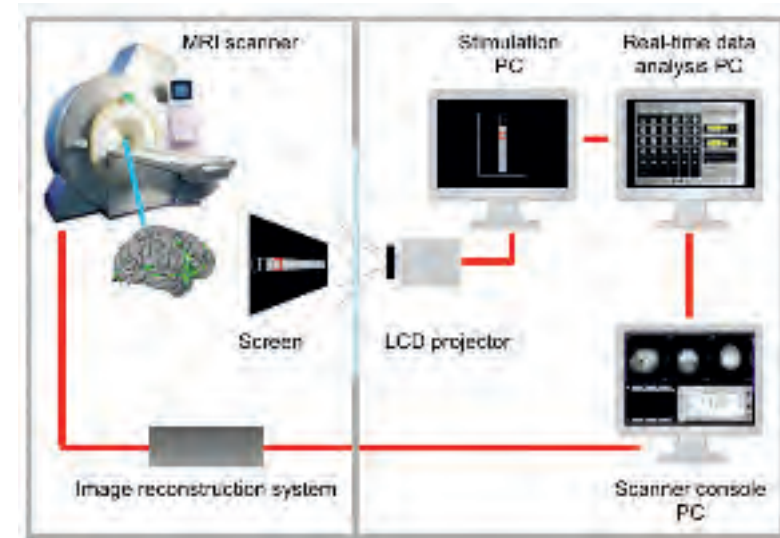 MRI scanner
Stimulation
PC
Real-time data
analysis PC
Screen
LCD projector
Image reconstruction system
Scanner console
PC